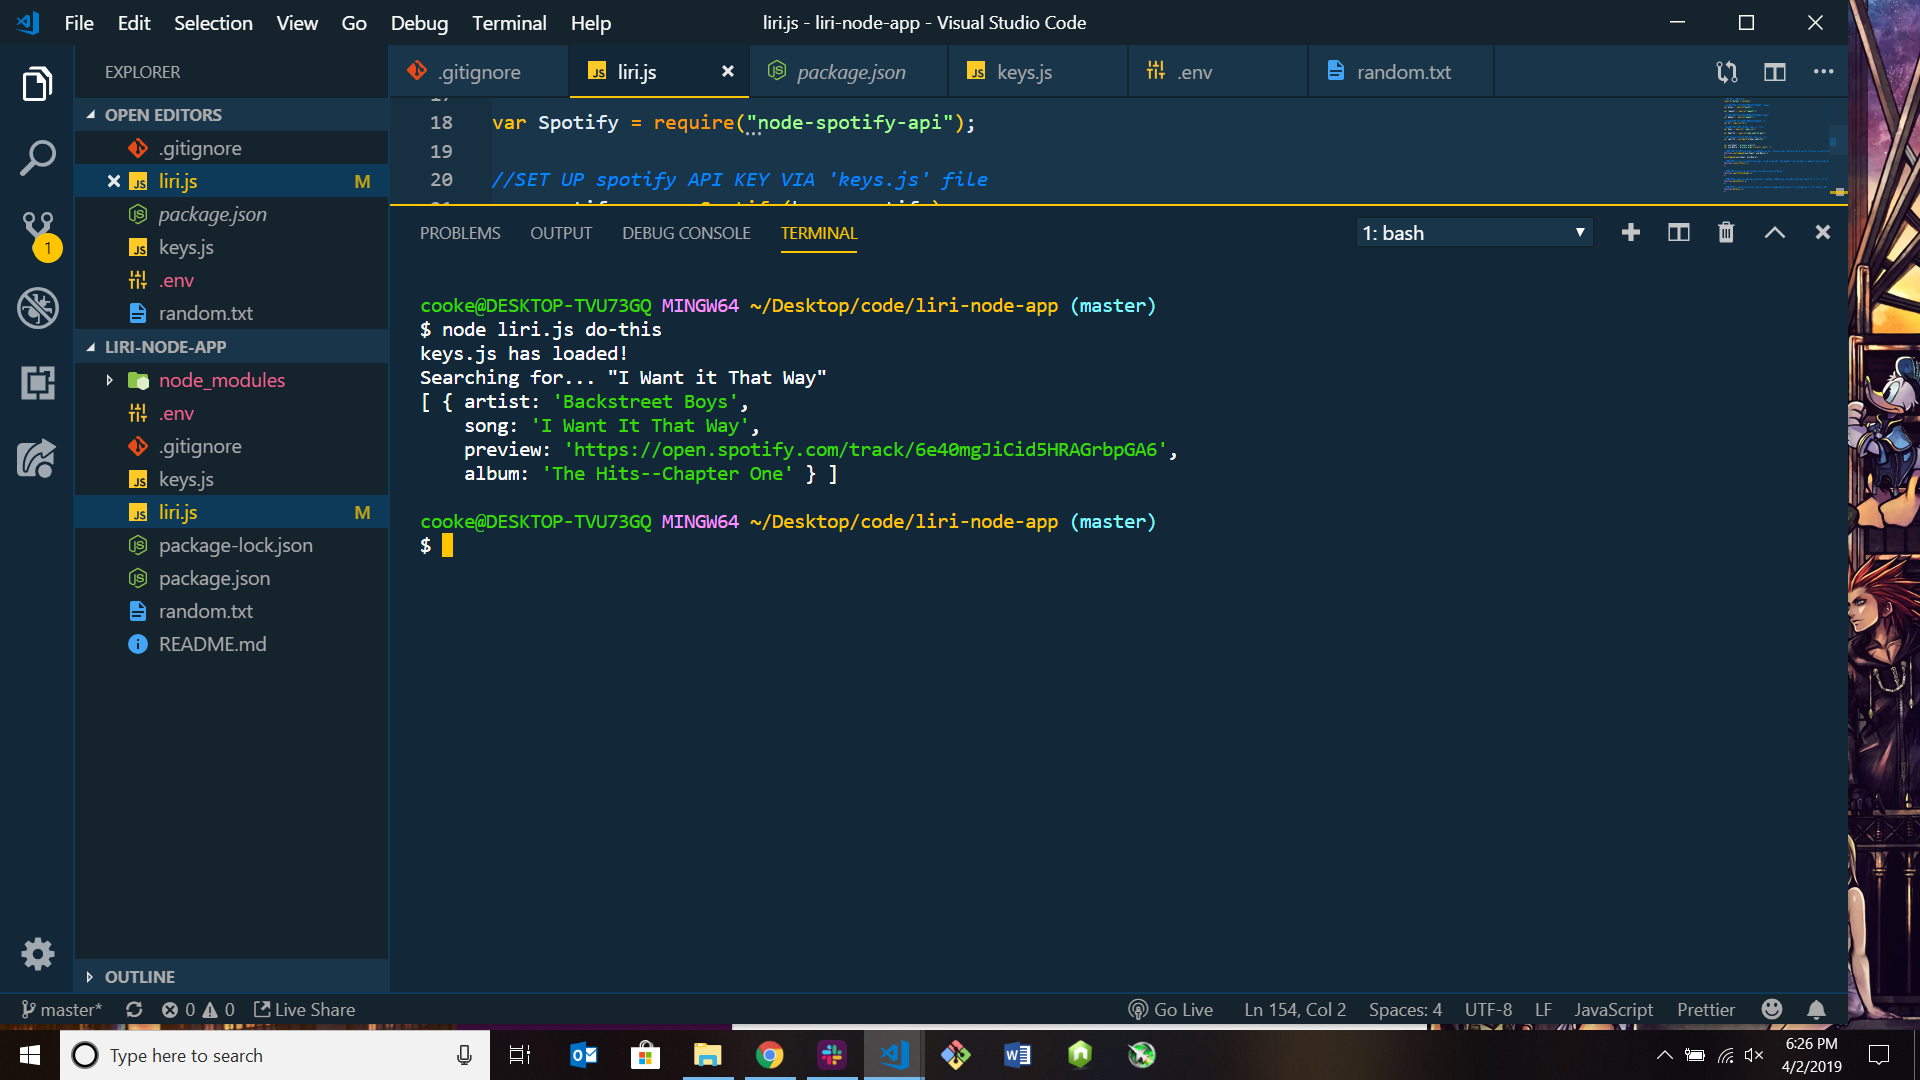 File Edit Selection View Go Debug Terminal Help
liri.js - liri-node-app - Visual Studio Code
EXPLORER
OPEN EDITORS
.gitignore
liri.js M
package.json
keys.js
.env
random.txt
LIRI-NODE-APP
node_modules
.env
.gitignore
keys.js
liri.js M
package-lock.json
package.json
random.txt
README.md
OUTLINE
1
.gitignore liri.js package.json keys.js .env random.txt
18 var Spotify = require("node-spotify-api");
19
20 //SET UP spotify API KEY VIA 'keys.js' file
PROBLEMS OUTPUT DEBUG CONSOLE TERMINAL
1: bash
cooke@DESKTOP-TVU73GQ MINGW64 ~/Desktop/code/liri-node-app (master)
$ node liri.js do-this
keys.js has loaded!
Searching for... "I Want it That Way"
[ { artist: 'Backstreet Boys',
song: 'I Want It That Way',
preview: 'https://open.spotify.com/track/6e40mgJiCid5HRAGrbpGA6',
album: 'The Hits--Chapter One' } ]
cooke@DESKTOP-TVU73GQ MINGW64 ~/Desktop/code/liri-node-app (master)
$
master* 0 0 Live Share
Go Live Ln 154, Col 2 Spaces: 4 UTF-8 LF JavaScript Prettier
Type here to search
6:26 PM
4/2/2019